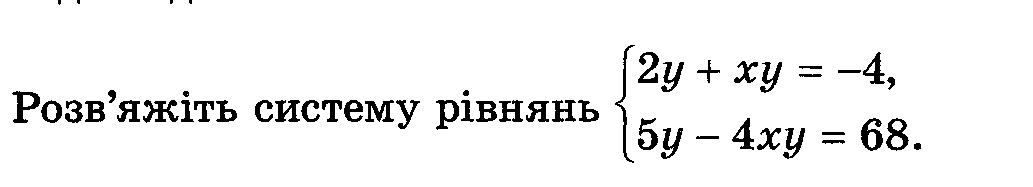 Розв’яжіть систему рівнянь { 2y + xy = –4,
5y – 4xy = 68.